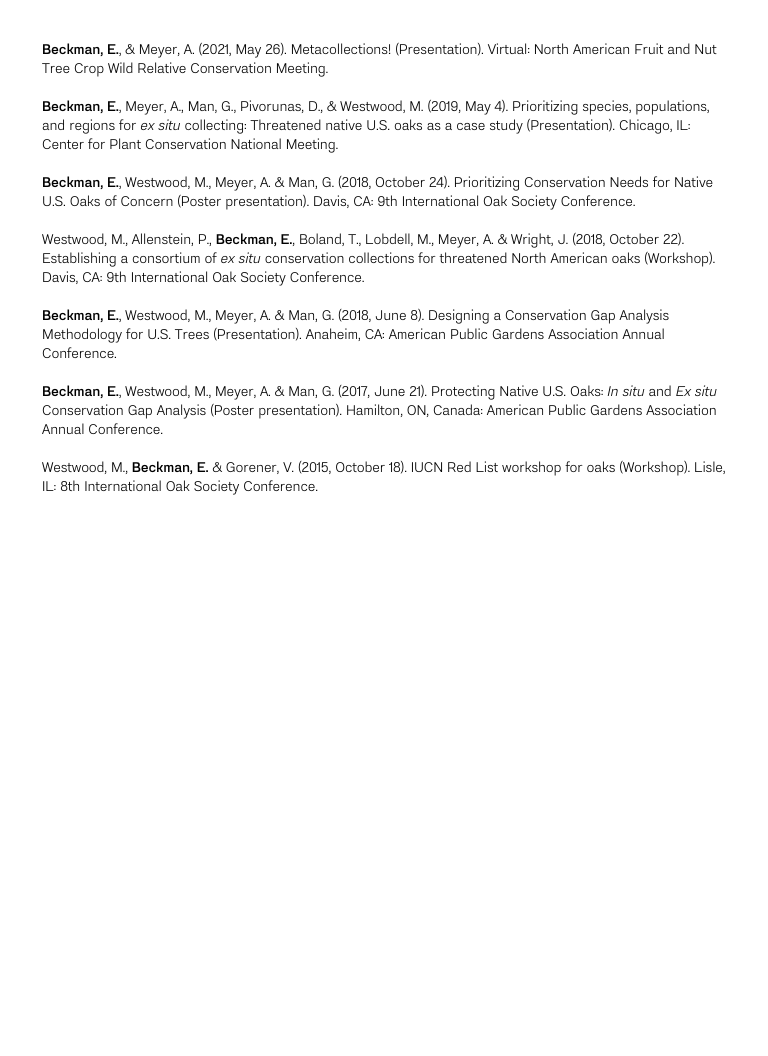 Beckman, E., & Meyer, A. (2021, May 26). Metacollections! (Presentation). Virtual: North American Fruit and Nut
Tree Crop Wild Relative Conservation Meeting.
Beckman, E., Meyer, A., Man, G., Pivorunas, D., & Westwood, M. (2019, May 4). Prioritizing species, populations,
and regions for ex situ collecting: Threatened native U.S. oaks as a case study (Presentation). Chicago, IL:
Center for Plant Conservation National Meeting.
Beckman, E., Westwood, M., Meyer, A. & Man, G. (2018, October 24). Prioritizing Conservation Needs for Native
U.S. Oaks of Concern (Poster presentation). Davis, CA: 9th International Oak Society Conference.
Westwood, M., Allenstein, P., Beckman, E., Boland, T., Lobdell, M., Meyer, A. & Wright, J. (2018, October 22).
Establishing a consortium of ex situ conservation collections for threatened North American oaks (Workshop).
Davis, CA: 9th International Oak Society Conference.
Beckman, E., Westwood, M., Meyer, A. & Man, G. (2018, June 8). Designing a Conservation Gap Analysis
Methodology for U.S. Trees (Presentation). Anaheim, CA: American Public Gardens Association Annual
Conference.
Beckman, E., Westwood, M., Meyer, A. & Man, G. (2017, June 21). Protecting Native U.S. Oaks: In situ and Ex situ
Conservation Gap Analysis (Poster presentation). Hamilton, ON, Canada: American Public Gardens Association
Annual Conference.
Westwood, M., Beckman, E. & Gorener, V. (2015, October 18). IUCN Red List workshop for oaks (Workshop). Lisle,
IL: 8th International Oak Society Conference.